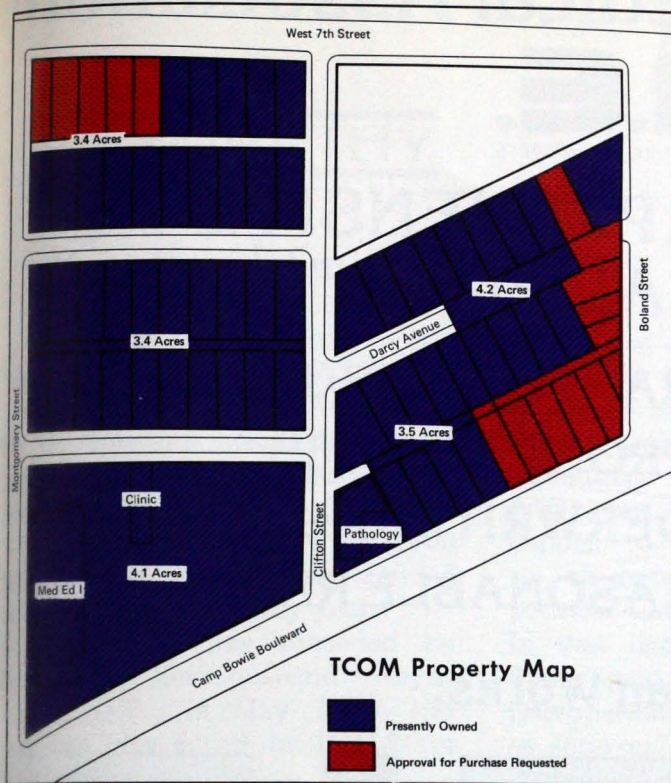 West 7th Street
3.4 Acres
4.2 Acres
Boland Street
Darcy Avenue
3.4 Acres
Montgomery Street
3.5 Acres
Clinic
Clifton Street
Pathology
4.1 Acres
Med Ed I
Camp Bowie Boulevard
TCOM Property Map
Presently Owned
Approval for Purchase Requested